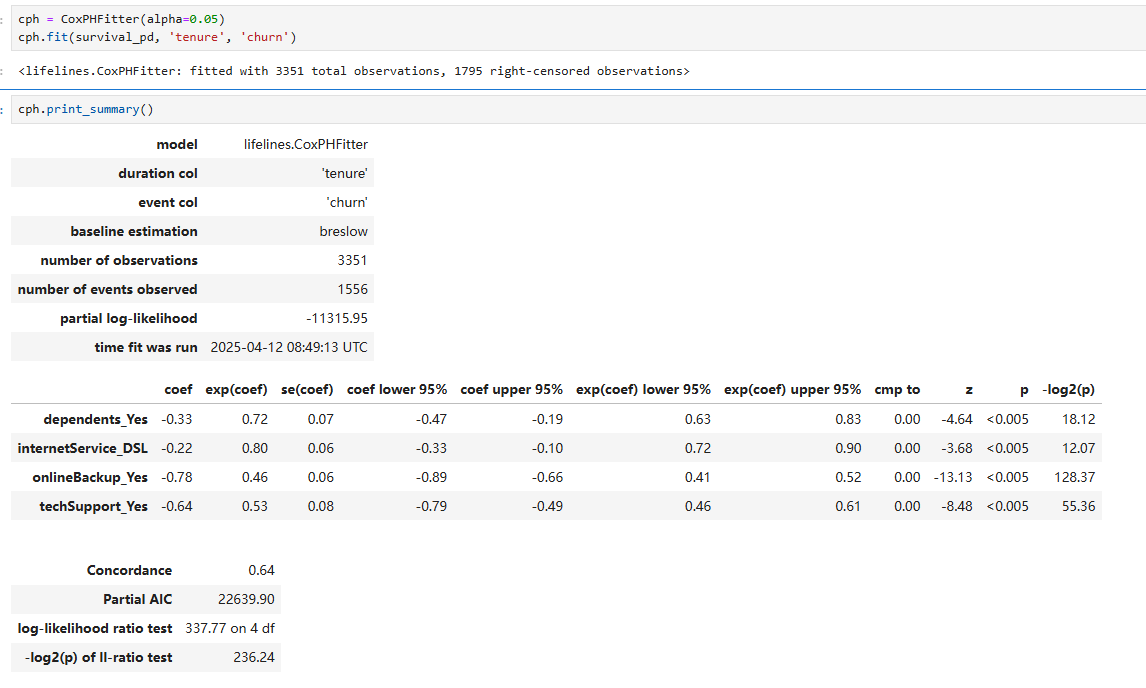 cph = CoxPHFitter(alpha=0.05)
cph.fit(survival_pd, 'tenure', 'churn')
<lifelines.CoxPHFitter: fitted with 3351 total observations, 1795 right-censored observations>
cph.print_summary()
model lifelines.CoxPHFitter
duration col 'tenure'
event col 'churn'
baseline estimation breslow
number of observations 3351
number of events observed 1556
partial log-likelihood -11315.95
time fit was run 2025-04-12 08:49:13 UTC
coef exp(coef) se(coef) coef lower 95% coef upper 95% exp(coef) lower 95% exp(coef) upper 95% cmp to z p -log2(p)
dependents_Yes -0.33 0.72 0.07 -0.47 -0.19 0.63 0.83 0.00 -4.64 <0.005 18.12
internetService_DSL -0.22 0.80 0.06 -0.33 -0.10 0.72 0.90 0.00 -3.68 <0.005 12.07
onlineBackup_Yes -0.78 0.46 0.06 -0.89 -0.66 0.41 0.52 0.00 -13.13 <0.005 128.37
techSupport_Yes -0.64 0.53 0.08 -0.79 -0.49 0.46 0.61 0.00 -8.48 <0.005 55.36
Concordance 0.64
Partial AIC 22639.90
log-likelihood ratio test 337.77 on 4 df
-log2(p) of ll-ratio test 236.24